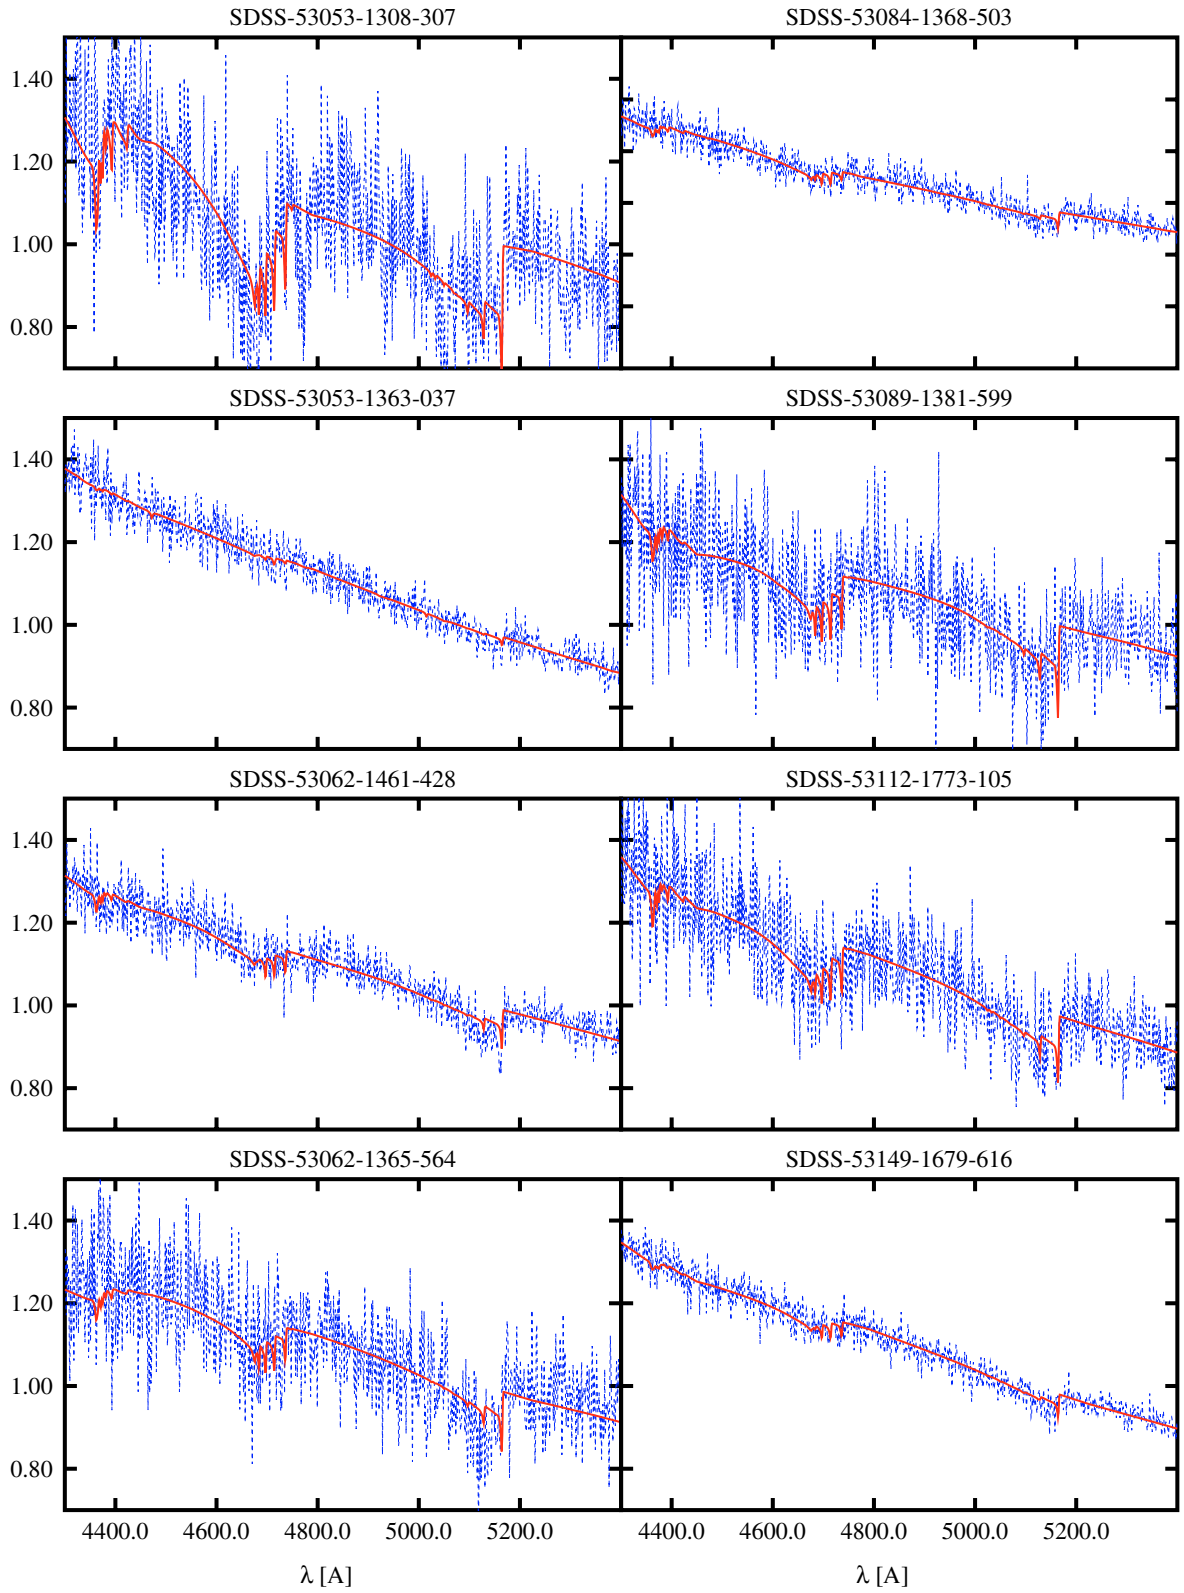 SDSS-53053-1308-307
SDSS-53084-1368-503
1.40
1.20
1.00
0.80
SDSS-53053-1363-037
SDSS-53089-1381-599
1.40
1.20
1.00
0.80
SDSS-53062-1461-428
SDSS-53112-1773-105
1.40
1.20
1.00
0.80
SDSS-53062-1365-564
SDSS-53149-1679-616
1.40
1.20
1.00
0.80
4400.0 4600.0 4800.0 5000.0 5200.0
4400.0 4600.0 4800.0 5000.0 5200.0
λ [A]
λ [A]